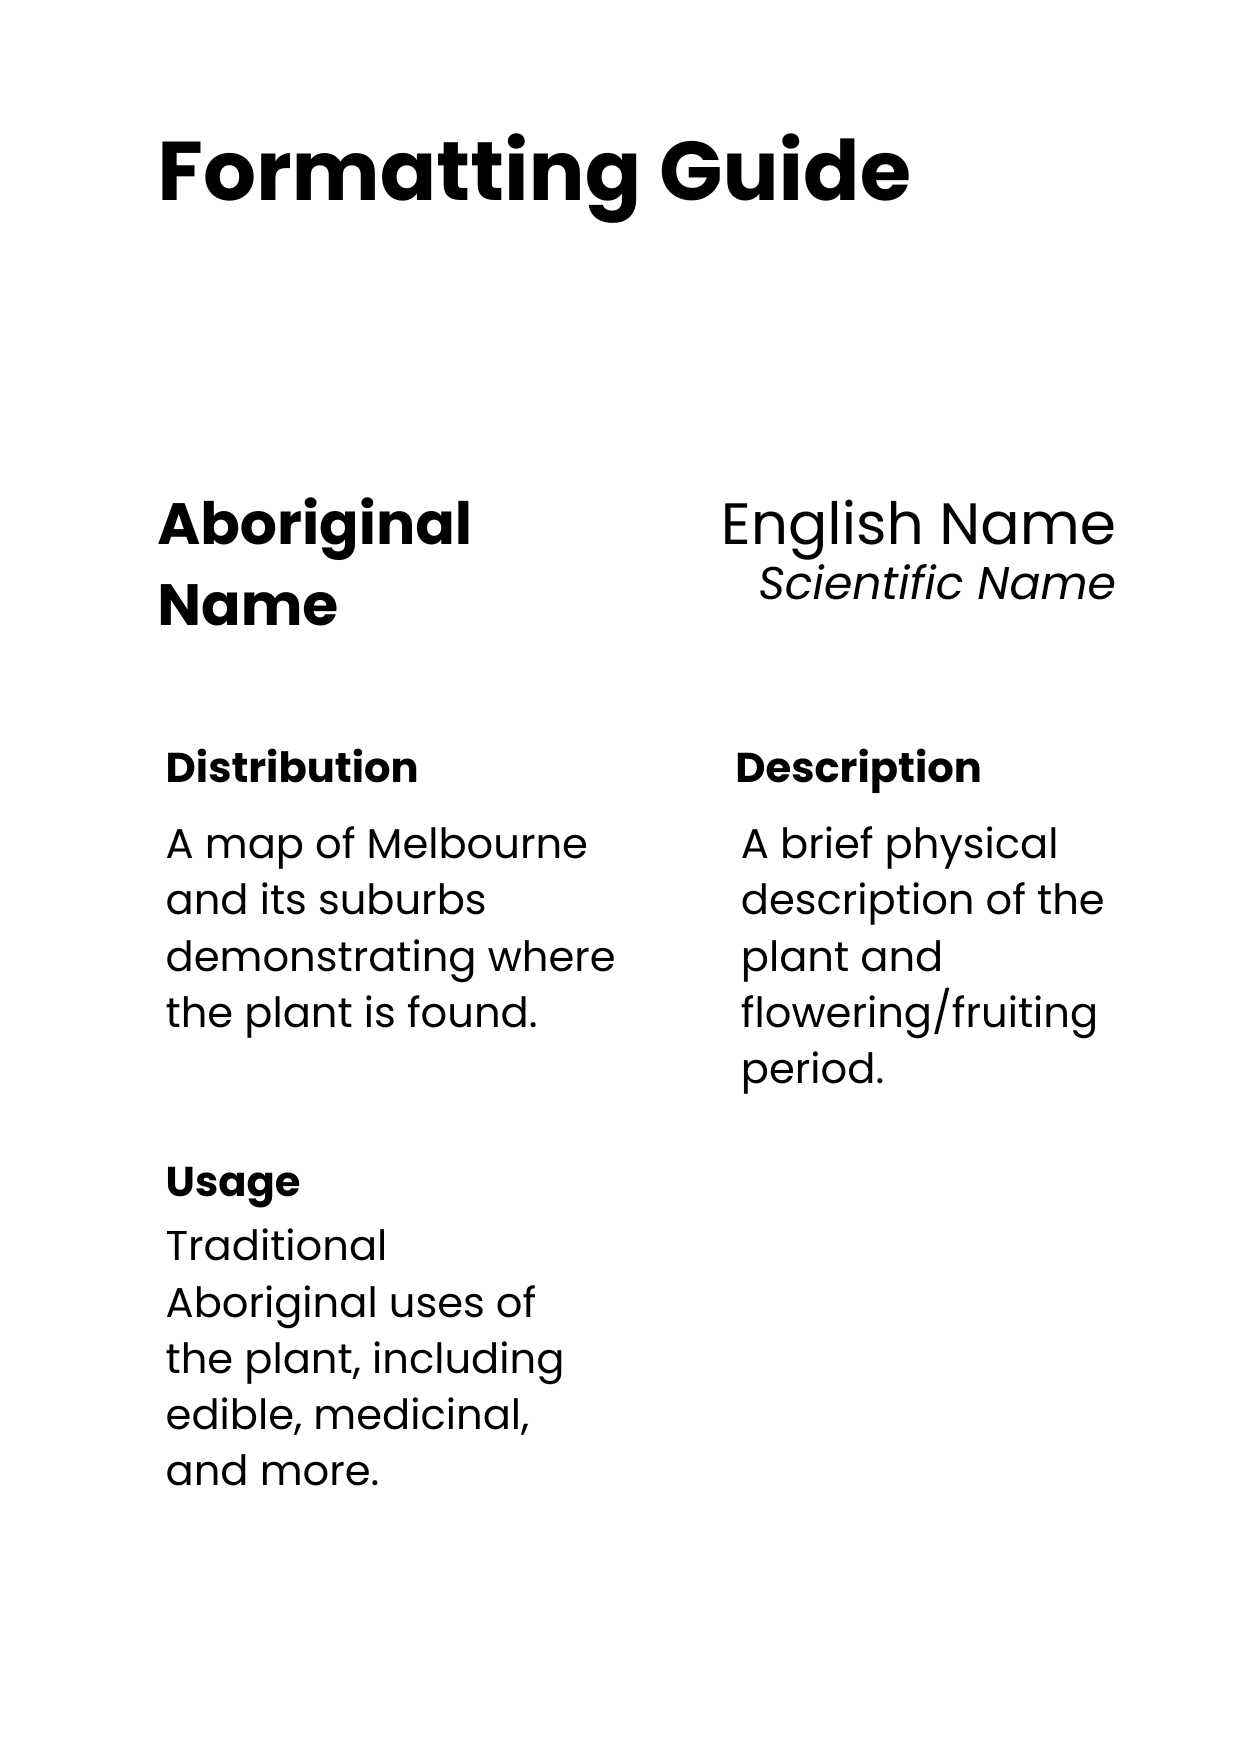 Formatting Guide
Aboriginal
Name
English Name
Scientific Name
Distribution
A map of Melbourne
and its suburbs
demonstrating where
the plant is found.
Description
A brief physical
description of the
plant and
flowering/fruiting
period.
Usage
Traditional
Aboriginal uses of
the plant, including
edible, medicinal,
and more.